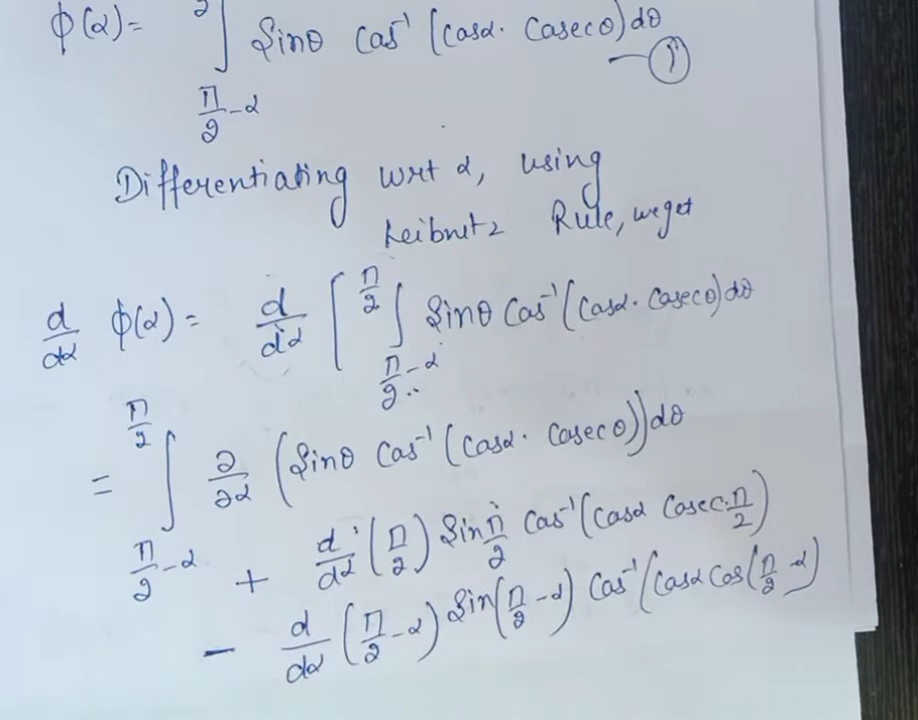 ϕ(α)= ∫ Sinθ Cos⁻¹ (Cosα. Cosecθ)dθ —①
π/2 -α
Differentiating wrt α, using
Leibnetz Rule, we get
d/dα ϕ(α) = d/dα [ π/2 ∫ Sinθ Cos⁻¹ (Cosα. Cosecθ)dθ
π/2 -α
= π/2 ∫ ∂/∂α (Sinθ Cos⁻¹ (Cosα. Cosecθ))dθ
π/2 -α + d/dα (π/2) Sin π/2 Cos⁻¹ (Cosα Cosec. π/2)
- d/dα (π/2 -α) Sin(π/2 -α) Cos⁻¹ (Cosα Cos(π/2 -α)